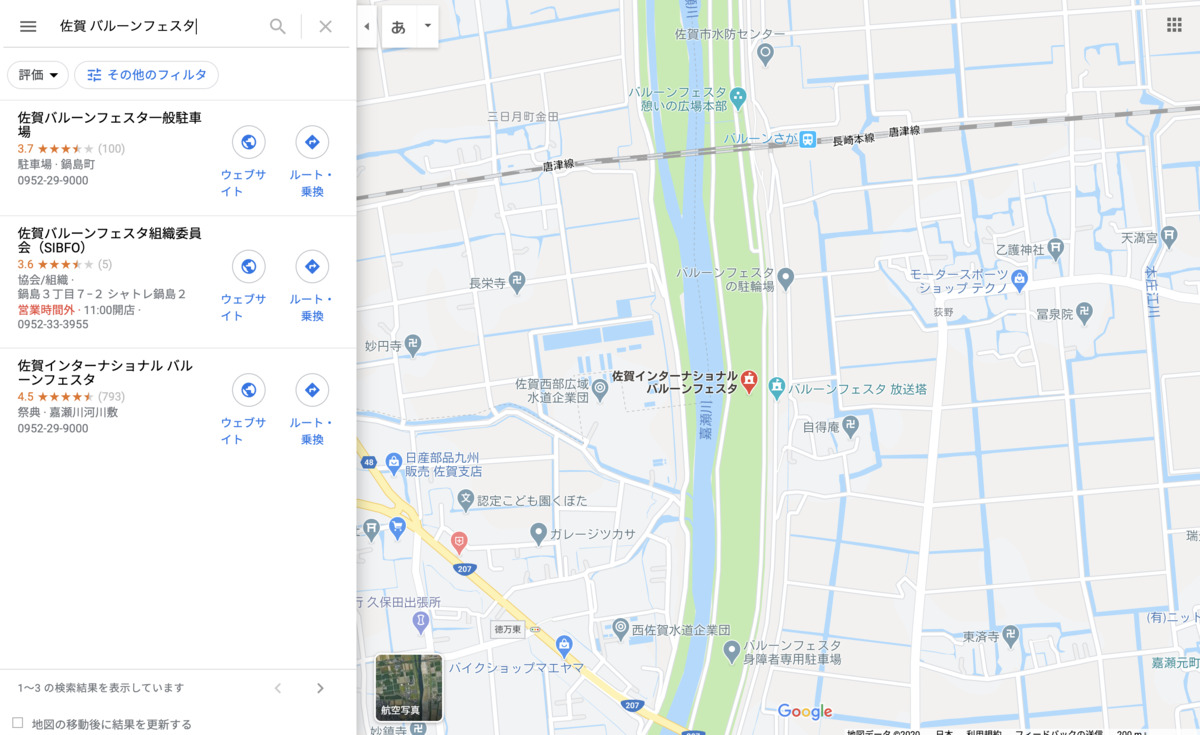 佐賀 バルーンフェスタ
評価
その他のフィルタ
佐賀バルーンフェスタ一般駐車
場
3.7 (100)
駐車場 · 鍋島町
0952-29-9000
ウェブサ
イト
ルート・
乗換
佐賀バルーンフェスタ組織委員
会（SIBFO）
3.6 (5)
協会/組織 ·
鍋島３丁目７−２ シャトレ鍋島２
営業時間外 · 11:00開店 ·
0952-33-3955
ウェブサ
イト
ルート・
乗換
佐賀インターナショナル バル
ーンフェスタ
4.5 (793)
祭典 · 嘉瀬川河川敷
0952-29-9000
ウェブサ
イト
ルート・
乗換
1～3 の検索結果を表示しています
地図の移動後に結果を更新する
あ
佐賀市水防センター
バルーンフェスタ
憩いの広場本部
三日月町金田
バルーンさが
長崎本線
唐津線
唐津線
天満宮
乙護神社
モータースポーツ
ショップ テクノ
本庄江川
荻野
冨泉院
長栄寺
バルーンフェスタ
の駐輪場
妙円寺
佐賀西部広域
水道企業団
佐賀インターナショナル
バルーンフェスタ
バルーンフェスタ 放送塔
嘉瀬川
自得庵
48
日産部品九州
販売 佐賀支店
認定こども園くぼた
ガレージツカサ
207
行 久保田出張所
徳万東
西佐賀水道企業団
バルーンフェスタ
身障者専用駐車場
東済寺
(有)ニット
嘉瀬元町
バイクショップマエヤマ
207
航空写真
妙鎮寺
Google
地図データ ©2020 日本 利用規約 フィードバックの送信 200 m